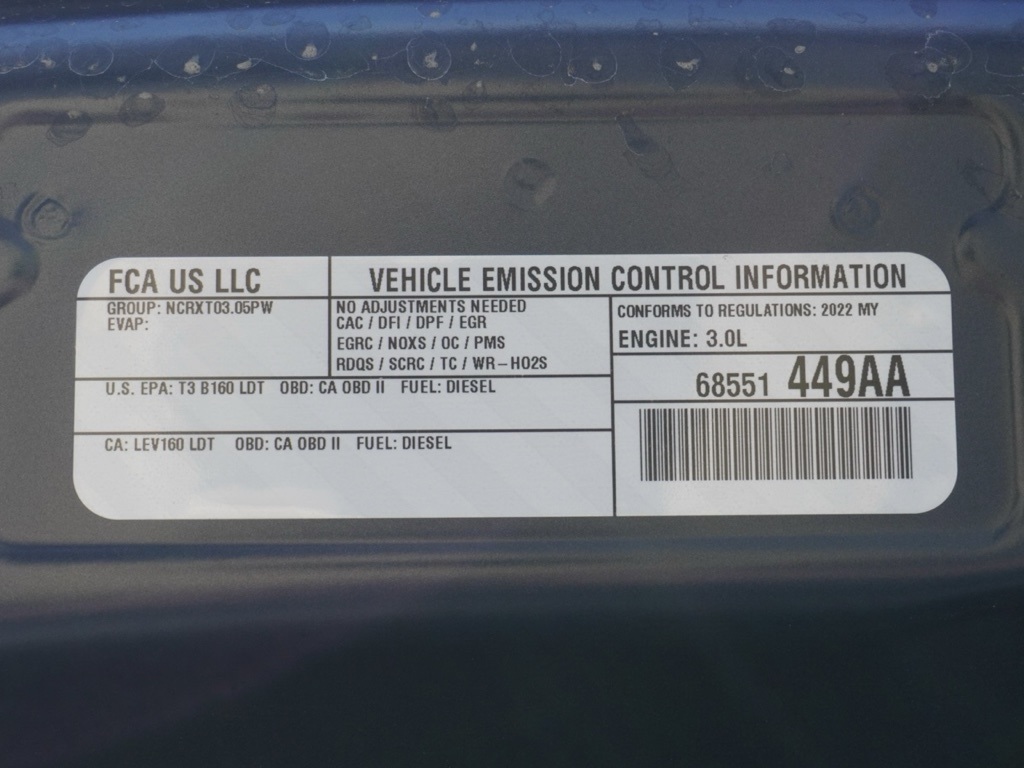 FCA US LLC
VEHICLE EMISSION CONTROL INFORMATION
GROUP: NCRXT03.05PW
EVAP:
NO ADJUSTMENTS NEEDED
CAC / DFI / DPF / EGR
EGRC / NOXS / OC / PMS
RDQS / SCRC / TC / WR-HO2S
CONFORMS TO REGULATIONS: 2022 MY
ENGINE: 3.0L
68551 449AA
U.S. EPA: T3 B160 LDT OBD: CA OBD II FUEL: DIESEL
CA: LEV160 LDT OBD: CA OBD II FUEL: DIESEL